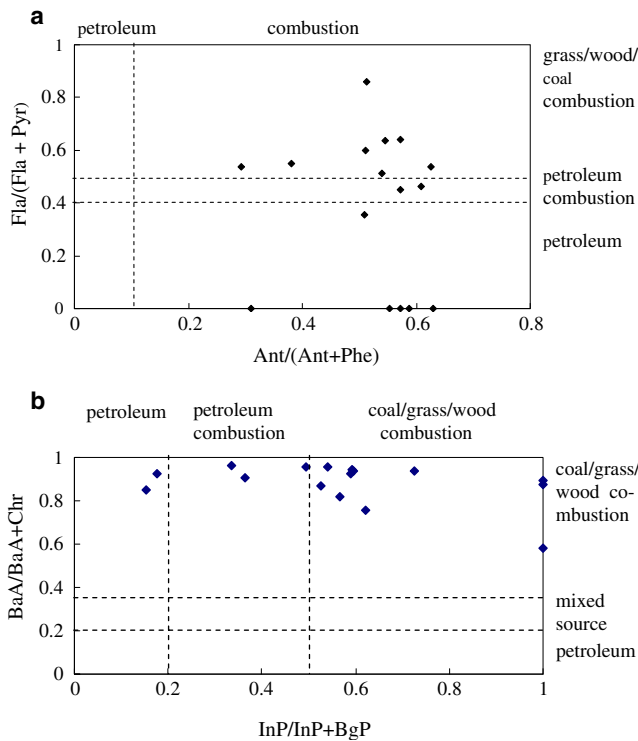 a
petroleum combustion
1
0.8
0.6
0.4
0.2
0
Fla/(Fla + Pyr)
grass/wood/
coal
combustion
petroleum
combustion
petroleum
0 0.2 0.4 0.6 0.8
Ant/(Ant+Phe)
b
petroleum
petroleum
combustion
coal/grass/wood
combustion
1
0.8
0.6
0.4
0.2
0
BaA/BaA+Chr
coal/grass/
wood co-
mbustion
mixed
source
petroleum
0 0.2 0.4 0.6 0.8 1
InP/InP+BgP